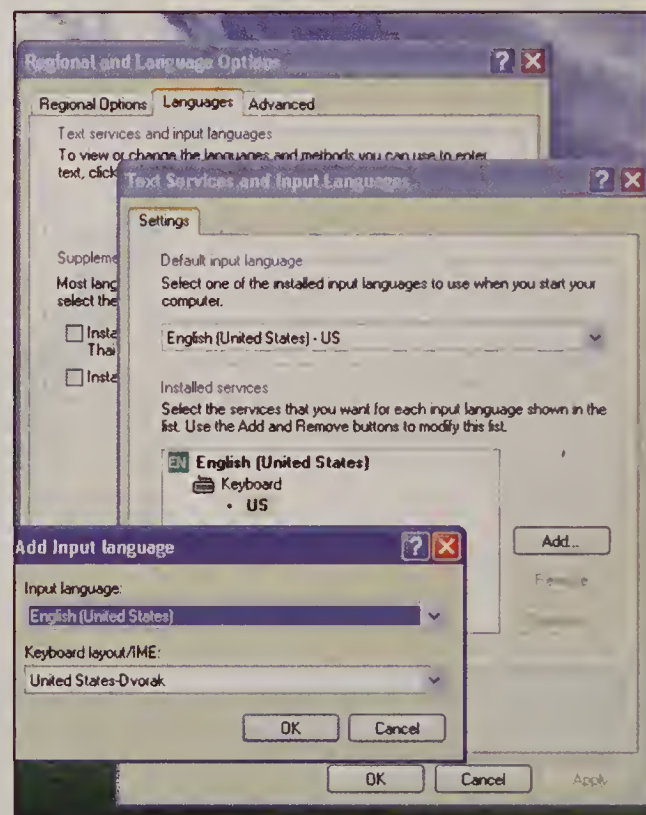 Regional and Language Options
Regional Options Languages Advanced
Text services and input languages
To view or change the languages and methods you can use to enter
text, click
Text Services and Input Languages
Settings
Suppleme
Most lang
select the
Insta
Thai
Insta
Default input language
Select one of the installed input languages to use when you start your
computer.
English (United States) - US
Installed services
Select the services that you want for each input language shown in the
list. Use the Add and Remove buttons to modify this list.
EN English (United States)
Keyboard
• US
Add...
Remove
Add Input language
Input language:
English (United States)
Keyboard layout/IME:
United States-Dvorak
OK Cancel
OK Cancel Apply